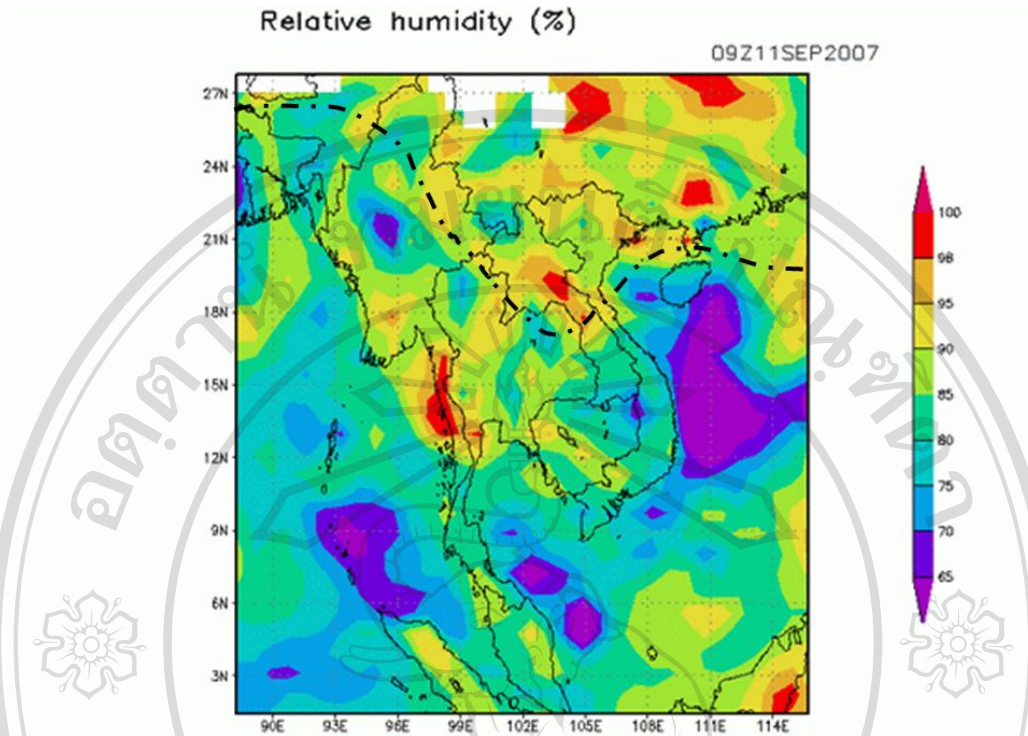 Relative humidity (%)
09Z11SEP2007
27N
24N
21N
18N
15N
12N
9N
6N
3N
90E 93E 96E 99E 102E 105E 108E 111E 114E
100
98
95
90
85
80
75
70
65